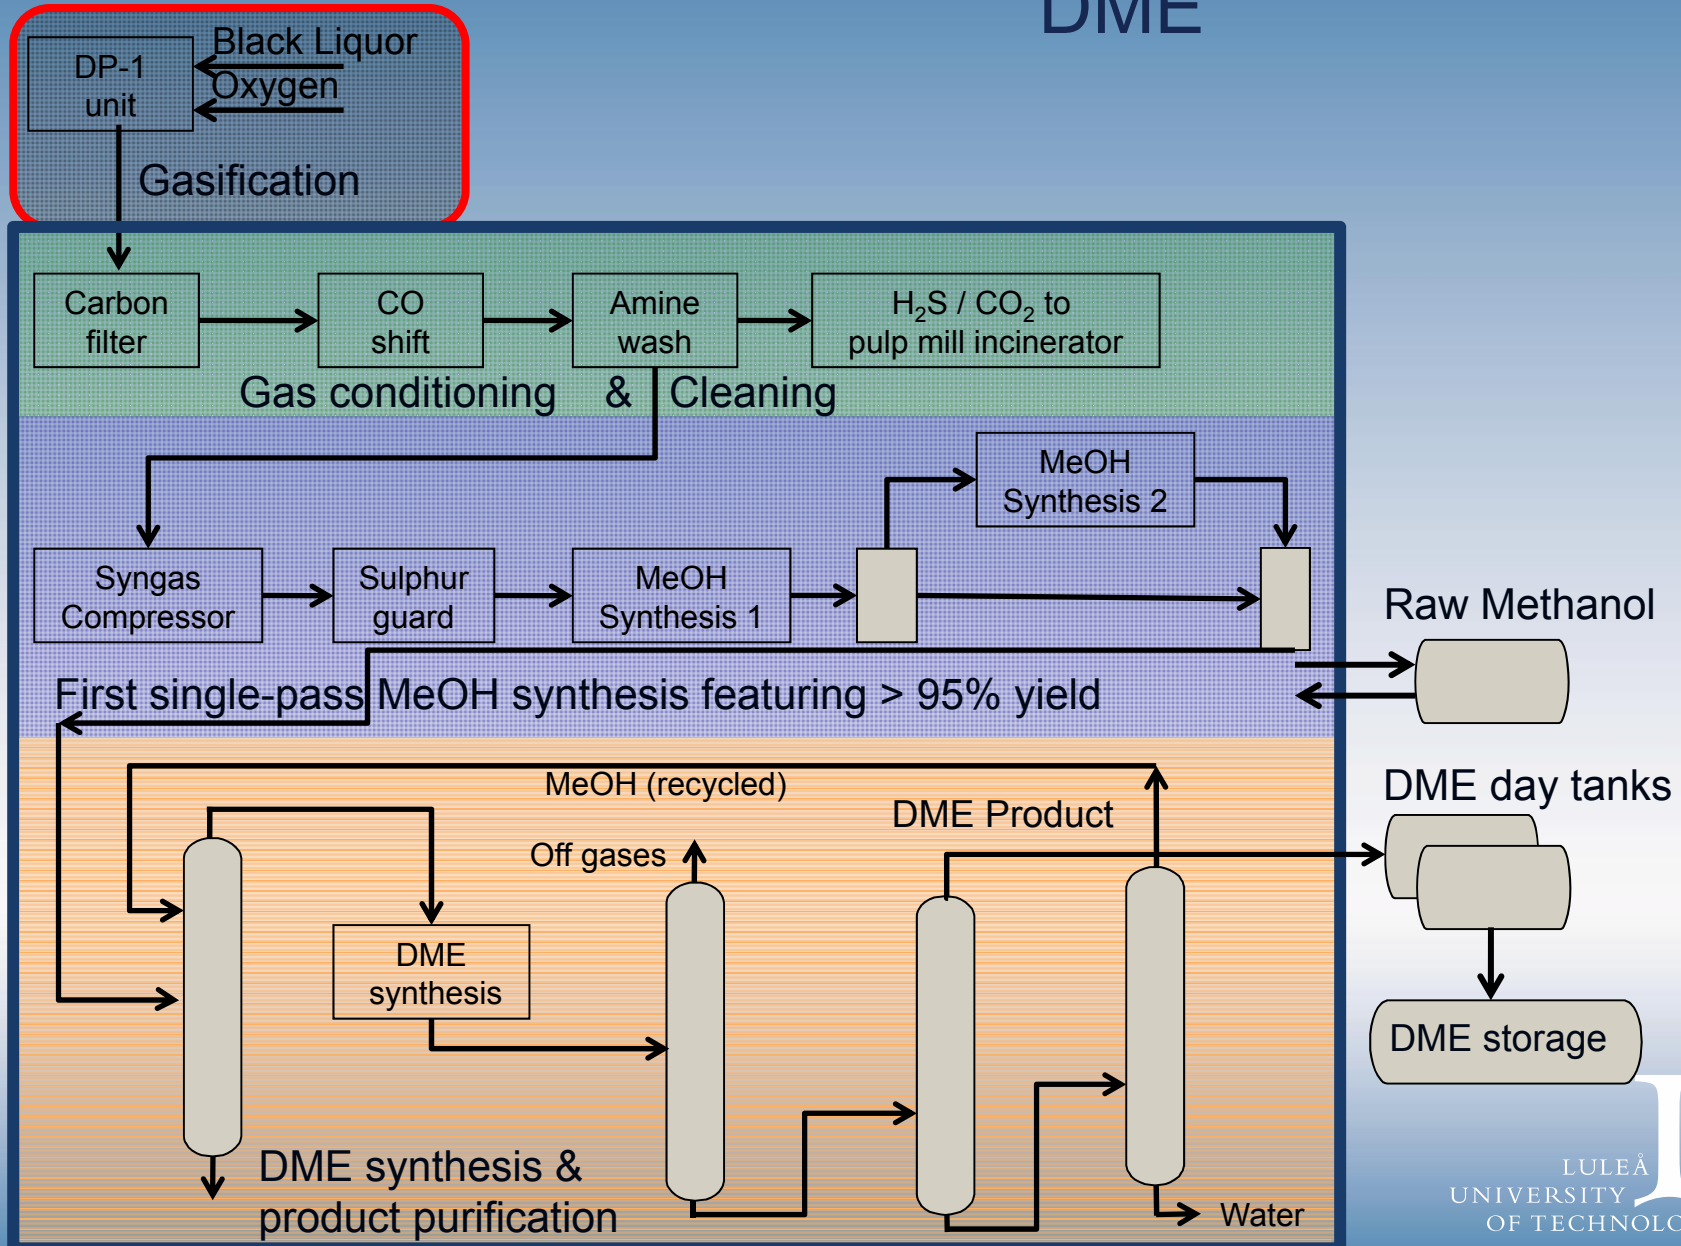 DME
Black Liquor
DP-1
unit
Oxygen
Gasification
Carbon
filter
CO
shift
Amine
wash
H₂S / CO₂ to
pulp mill incinerator
Gas conditioning & Cleaning
MeOH
Synthesis 2
Syngas
Compressor
Sulphur
guard
MeOH
Synthesis 1
Raw Methanol
First single-pass MeOH synthesis featuring > 95% yield
MeOH (recycled)
DME Product
DME day tanks
Off gases
DME
synthesis
DME storage
DME synthesis &
product purification
Water
LULEÅ
UNIVERSITY
OF TECHNOLO